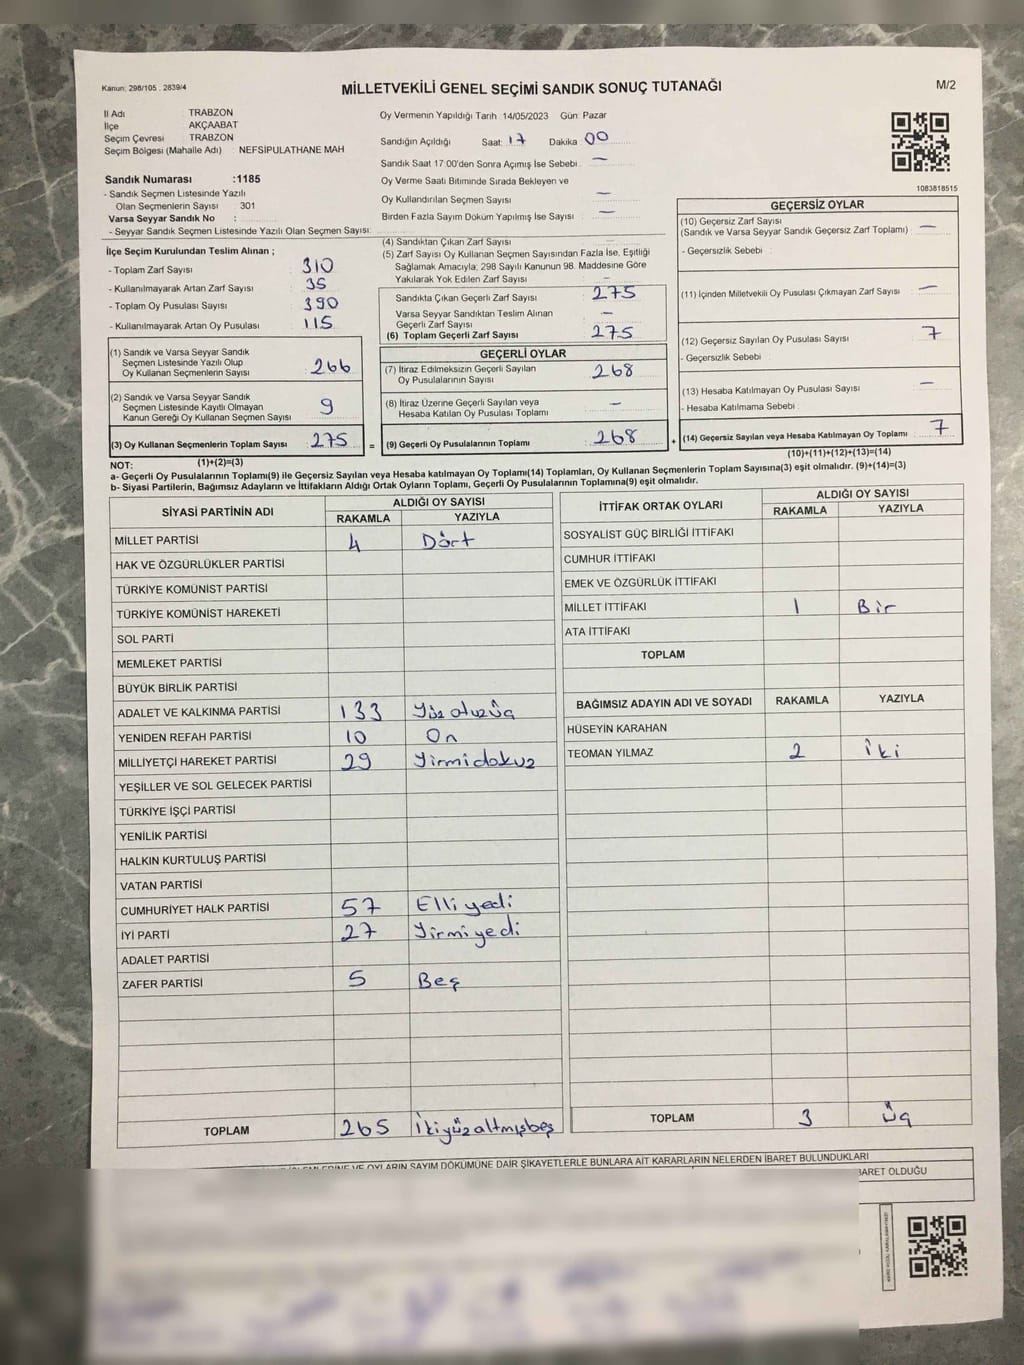 Kanun: 298/105 , 2839/4
MİLLETVEKİLİ GENEL SEÇİMİ SANDIK SONUÇ TUTANAĞI
M/2
İl Adı : TRABZON
İlçe : AKÇAABAT
Seçim Çevresi : TRABZON
Seçim Bölgesi (Mahalle Adı) : NEFSİPULATHANE MAH
Oy Vermenin Yapıldığı Tarih: 14/05/2023 Gün: Pazar
Sandığın Açıldığı Saat: 17 Dakika: 00
Sandık Saat 17:00'den Sonra Açımış İse Sebebi : —
Oy Verme Saati Bitiminde Sırada Bekleyen ve
Oy Kullandırılan Seçmen Sayısı —
Birden Fazla Sayım Döküm Yapılmış İse Sayısı : —
1083818515
Sandık Numarası :1185
- Sandık Seçmen Listesinde Yazılı
Olan Seçmenlerin Sayısı : 301
Varsa Seyyar Sandık No :
- Seyyar Sandık Seçmen Listesinde Yazılı Olan Seçmen Sayısı:
İlçe Seçim Kurulundan Teslim Alınan ;
- Toplam Zarf Sayısı : 310
- Kullanılmayarak Artan Zarf Sayısı : 35
- Toplam Oy Pusulası Sayısı : 390
- Kullanılmayarak Artan Oy Pusulası : 115
(1) Sandık ve Varsa Seyyar Sandık
Seçmen Listesinde Yazılı Olup
Oy Kullanan Seçmenlerin Sayısı : 266
(2) Sandık ve Varsa Seyyar Sandık
Seçmen Listesinde Kayıtlı Olmayan
Kanun Gereği Oy Kullanan Seçmen Sayısı : 9
(3) Oy Kullanan Seçmenlerin Toplam Sayısı : 275
(1)+(2)=(3)
(4) Sandıktan Çıkan Zarf Sayısı :
(5) Zarf Sayısı Oy Kullanan Seçmen Sayısından Fazla İse, Eşitliği
Sağlamak Amacıyla; 298 Sayılı Kanunun 98. Maddesine Göre
Yakılarak Yok Edilen Zarf Sayısı : —
Sandıkta Çıkan Geçerli Zarf Sayısı : 275
Varsa Seyyar Sandıktan Teslim Alınan
Geçerli Zarf Sayısı : —
(6) Toplam Geçerli Zarf Sayısı : 275
GEÇERLİ OYLAR
(7) İtiraz Edilmeksizin Geçerli Sayılan
Oy Pusulalarının Sayısı : 268
(8) İtiraz Üzerine Geçerli Sayılan veya
Hesaba Katılan Oy Pusulası Toplamı : —
= (9) Geçerli Oy Pusulalarının Toplamı : 268
GEÇERSİZ OYLAR
(10) Geçersiz Zarf Sayısı
(Sandık ve Varsa Seyyar Sandık Geçersiz Zarf Toplamı) : —
- Geçersizlik Sebebi :
(11) İçinden Milletvekili Oy Pusulası Çıkmayan Zarf Sayısı : —
(12) Geçersiz Sayılan Oy Pusulası Sayısı : 7
- Geçersizlik Sebebi :
(13) Hesaba Katılmayan Oy Pusulası Sayısı : —
- Hesaba Katılmama Sebebi :
+ (14) Geçersiz Sayılan veya Hesaba Katılmayan Oy Toplamı : 7
(10)+(11)+(12)+(13)=(14)
NOT:
a- Geçerli Oy Pusulalarının Toplamı(9) ile Geçersiz Sayılan veya Hesaba katılmayan Oy Toplamı(14) Toplamları, Oy Kullanan Seçmenlerin Toplam Sayısına(3) eşit olmalıdır. (9)+(14)=(3)
b- Siyasi Partilerin, Bağımsız Adayların ve İttifakların Aldığı Ortak Oyların Toplamı, Geçerli Oy Pusulalarının Toplamına(9) eşit olmalıdır.
SİYASİ PARTİNİN ADI
ALDIĞI OY SAYISI
RAKAMLA YAZIYLA
MİLLET PARTİSİ 4 Dört
HAK VE ÖZGÜRLÜKLER PARTİSİ
TÜRKİYE KOMÜNİST PARTİSİ
TÜRKİYE KOMÜNİST HAREKETİ
SOL PARTİ
MEMLEKET PARTİSİ
BÜYÜK BİRLİK PARTİSİ
ADALET VE KALKINMA PARTİSİ 133 Yüz otuzüç
YENİDEN REFAH PARTİSİ 10 On
MİLLİYETÇİ HAREKET PARTİSİ 29 Yirmidokuz
YEŞİLLER VE SOL GELECEK PARTİSİ
TÜRKİYE İŞÇİ PARTİSİ
YENİLİK PARTİSİ
HALKIN KURTULUŞ PARTİSİ
VATAN PARTİSİ
CUMHURİYET HALK PARTİSİ 57 Elli yedi
İYİ PARTİ 27 Yirmi yedi
ADALET PARTİSİ
ZAFER PARTİSİ 5 Beş
TOPLAM 265 İkiyüzaltmışbeş
İTTİFAK ORTAK OYLARI
ALDIĞI OY SAYISI
RAKAMLA YAZIYLA
SOSYALİST GÜÇ BİRLİĞİ İTTİFAKI
CUMHUR İTTİFAKI
EMEK VE ÖZGÜRLÜK İTTİFAKI
MİLLET İTTİFAKI 1 Bir
ATA İTTİFAKI
TOPLAM
BAĞIMSIZ ADAYIN ADI VE SOYADI RAKAMLA YAZIYLA
HÜSEYİN KARAHAN
TEOMAN YILMAZ 2 İki
TOPLAM 3 Üç
VE OYLARIN SAYIM DÖKÜMÜNE DAİR ŞİKAYETLERLE BUNLARA AİT KARARLARIN NELERDEN İBARET BULUNDUKLARI
BARET OLDUĞU